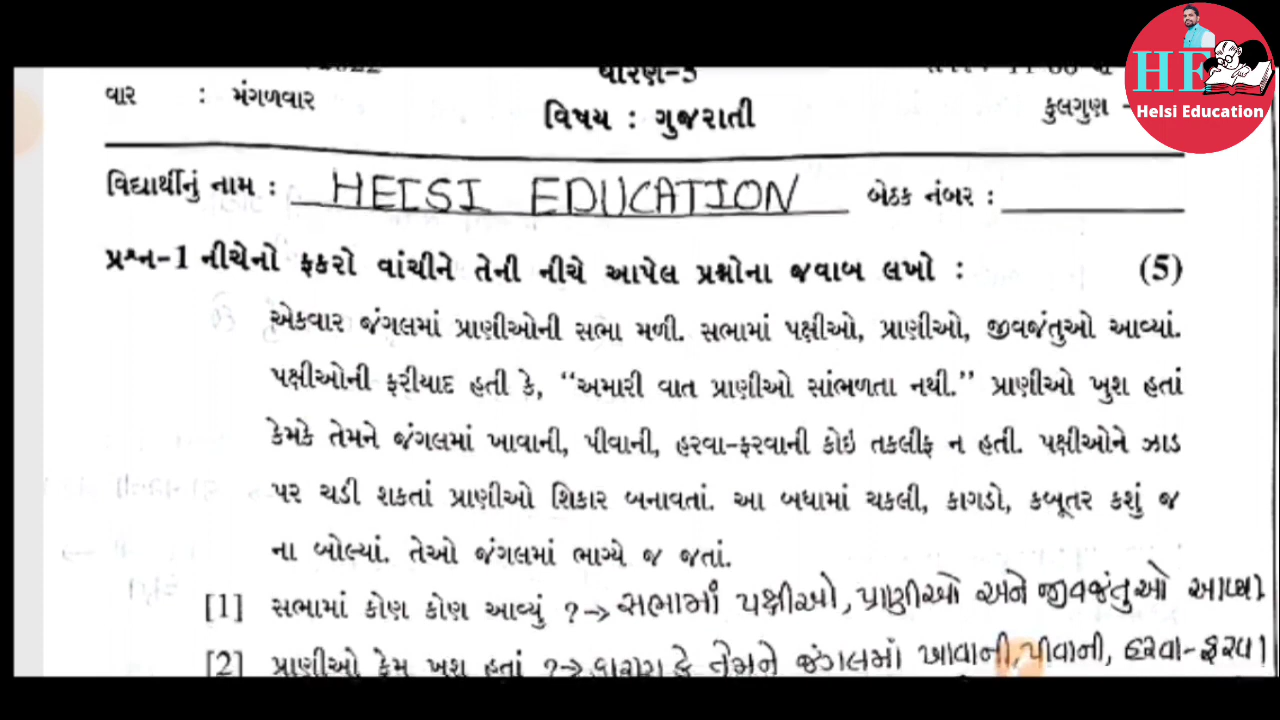 HE
Helsi Education
ધોરણ-5
વાર : મંગળવાર
વિષય : ગુજરાતી
કુલગુણ -
વિદ્યાર્થીનું નામ : HEISI EDUCATION બેઠક નંબર :
પ્રશ્ન-1 નીચેનો ફકરો વાંચીને તેની નીચે આપેલ પ્રશ્નોના જવાબ લખો : (5)
એકવાર જંગલમાં પ્રાણીઓની સભા મળી. સભામાં પક્ષીઓ, પ્રાણીઓ, જીવજંતુઓ આવ્યાં.
પક્ષીઓની ફરીયાદ હતી કે, “અમારી વાત પ્રાણીઓ સાંભળતા નથી.” પ્રાણીઓ ખુશ હતાં
કેમકે તેમને જંગલમાં ખાવાની, પીવાની, હરવા-ફરવાની કોઇ તકલીફ ન હતી. પક્ષીઓને ઝાડ
પર ચડી શકતાં પ્રાણીઓ શિકાર બનાવતાં. આ બધામાં ચકલી, કાગડો, કબૂતર કશું જ
ના બોલ્યાં. તેઓ જંગલમાં ભાગ્યે જ જતાં.
[1] સભામાં કોણ કોણ આવ્યું ?→ સભામાં પક્ષીઓ, પ્રાણીઓ અને જીવજંતુઓ
[2] પ્રાણીઓ કેમ ખુશ હતાં ?→ કારણ કે તેમને જંગલમાં ખાવાની, પીવાની, હરવા-ફરવા